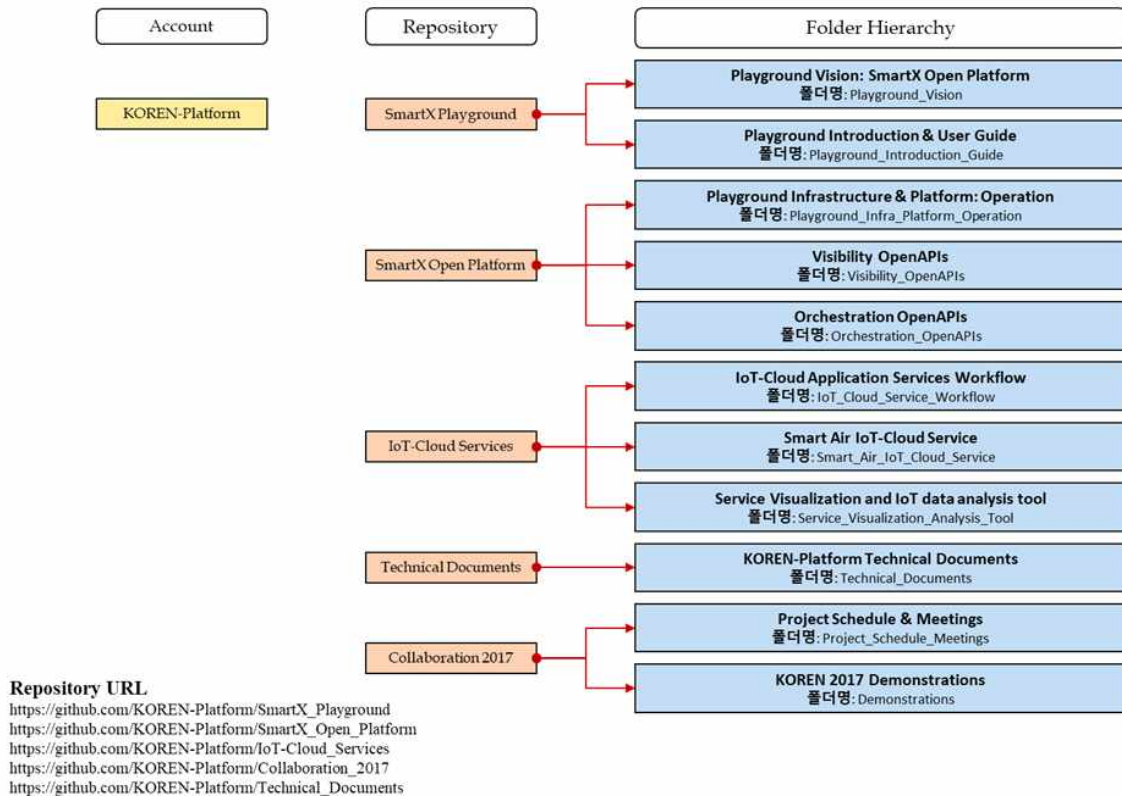 Account
Repository
Folder Hierarchy
KOREN-Platform
SmartX Playground
Playground Vision: SmartX Open Platform
폴더명: Playground_Vision
Playground Introduction & User Guide
폴더명: Playground_Introduction_Guide
SmartX Open Platform
Playground Infrastructure & Platform: Operation
폴더명: Playground_Infra_Platform_Operation
Visibility OpenAPIs
폴더명: Visibility_OpenAPIs
Orchestration OpenAPIs
폴더명: Orchestration_OpenAPIs
IoT-Cloud Services
IoT-Cloud Application Services Workflow
폴더명: IoT_Cloud_Service_Workflow
Smart Air IoT-Cloud Service
폴더명: Smart_Air_IoT_Cloud_Service
Service Visualization and IoT data analysis tool
폴더명: Service_Visualization_Analysis_Tool
Technical Documents
KOREN-Platform Technical Documents
폴더명: Technical_Documents
Collaboration 2017
Project Schedule & Meetings
폴더명: Project_Schedule_Meetings
KOREN 2017 Demonstrations
폴더명: Demonstrations
Repository URL
https://github.com/KOREN-Platform/SmartX_Playground
https://github.com/KOREN-Platform/SmartX_Open_Platform
https://github.com/KOREN-Platform/IoT-Cloud_Services
https://github.com/KOREN-Platform/Collaboration_2017
https://github.com/KOREN-Platform/Technical_Documents